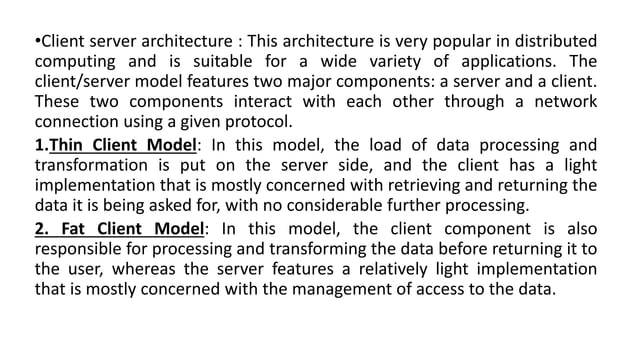 •Client server architecture : This architecture is very popular in distributed
computing and is suitable for a wide variety of applications. The
client/server model features two major components: a server and a client.
These two components interact with each other through a network
connection using a given protocol.
1.Thin Client Model: In this model, the load of data processing and
transformation is put on the server side, and the client has a light
implementation that is mostly concerned with retrieving and returning the
data it is being asked for, with no considerable further processing.
2. Fat Client Model: In this model, the client component is also
responsible for processing and transforming the data before returning it to
the user, whereas the server features a relatively light implementation
that is mostly concerned with the management of access to the data.